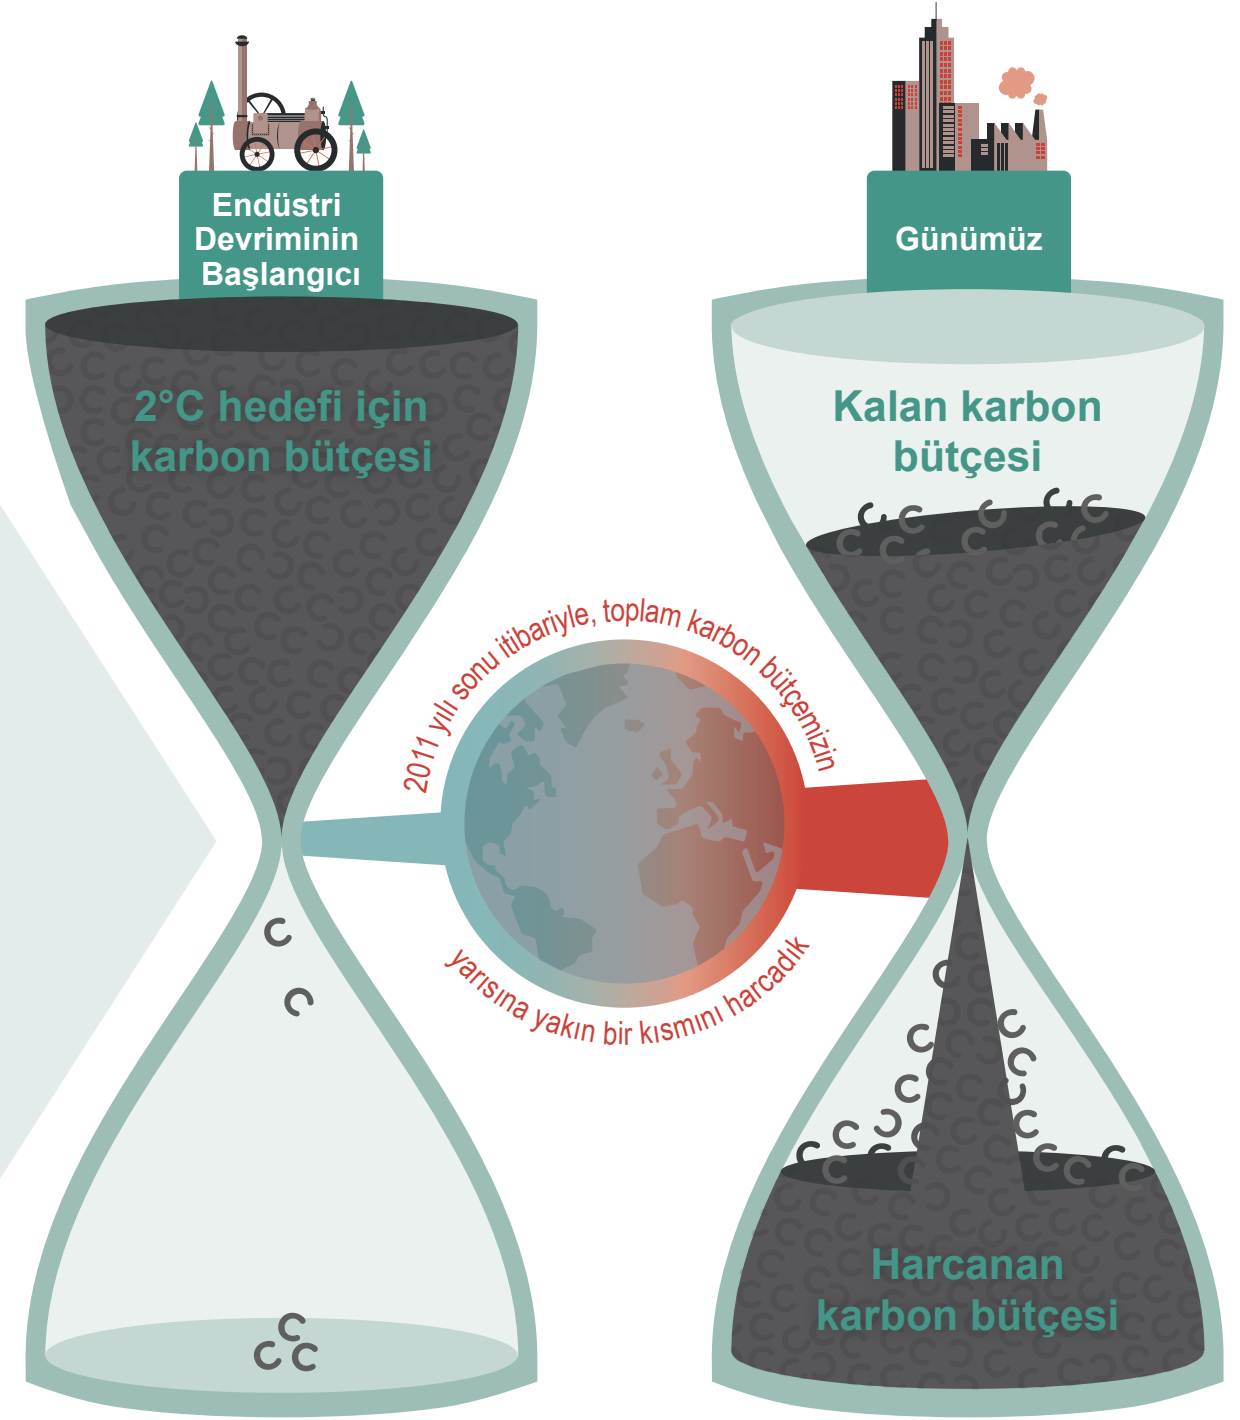 Endüstri
Devriminin
Başlangıcı
2°C hedefi için
karbon bütçesi
Günümüz
Kalan karbon
bütçesi
2011 yılı sonu itibariyle, toplam karbon bütçemizin
yarısına yakın bir kısmını harcadık
Harcanan
karbon bütçesi